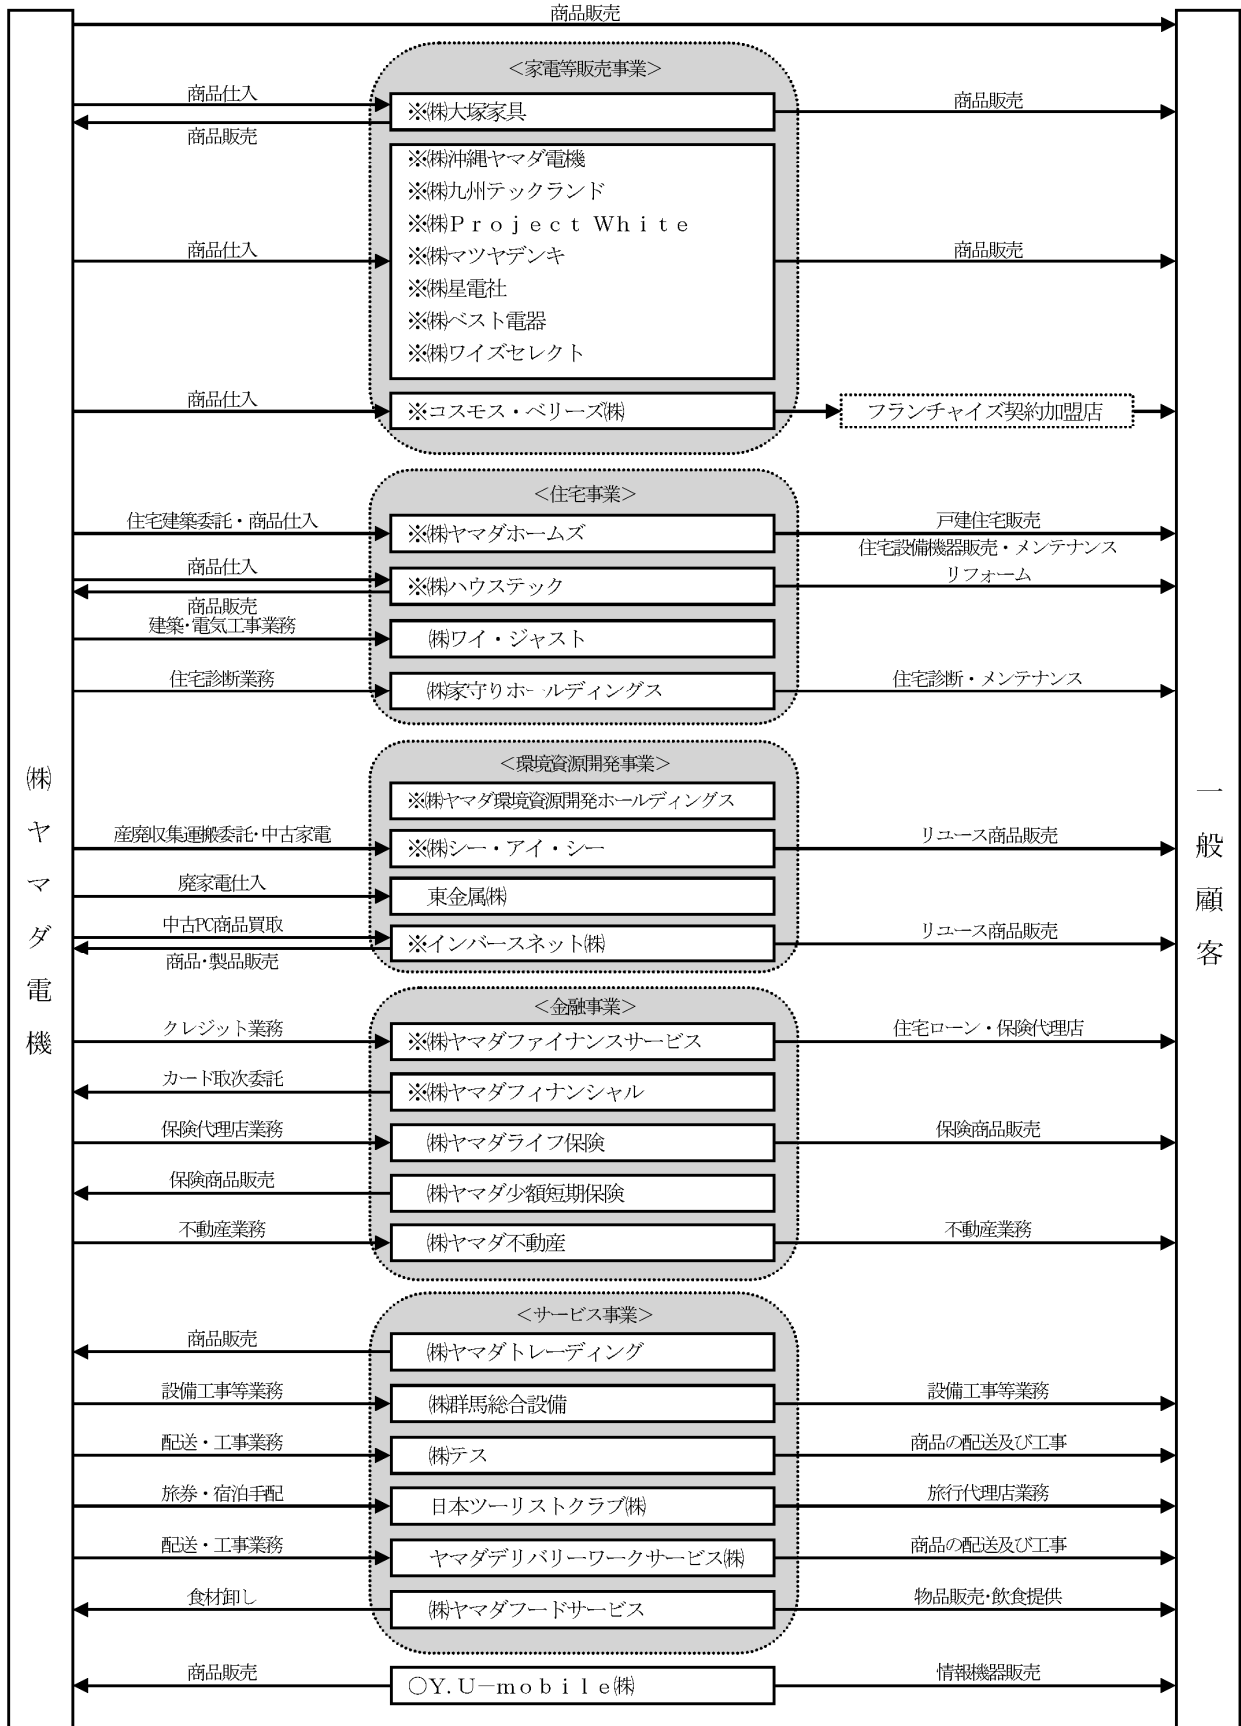 商品販売
＜家電等販売事業＞
商品仕入
※㈱大塚家具
商品販売
商品販売
※㈱沖縄ヤマダ電機
※㈱九州テックランド
※㈱Ｐｒｏｊｅｃｔ Ｗｈｉｔｅ
商品仕入
※㈱マツヤデンキ
商品販売
※㈱星電社
※㈱ベスト電器
※㈱ワイズセレクト
商品仕入
※コスモス・ベリーズ㈱
フランチャイズ契約加盟店
＜住宅事業＞
住宅建築委託・商品仕入
※㈱ヤマダホームズ
戸建住宅販売
住宅設備機器販売・メンテナンス
商品仕入
※㈱ハウステック
リフォーム
商品販売
建築・電気工事業務
㈱ワイ・ジャスト
住宅診断業務
㈱家守りホールディングス
住宅診断・メンテナンス
＜環境資源開発事業＞
※㈱ヤマダ環境資源開発ホールディングス
産廃収集運搬委託・中古家電
※㈱シー・アイ・シー
リユース商品販売
廃家電仕入
東金属㈱
中古PC商品買取
※インバースネット㈱
リユース商品販売
商品・製品販売
＜金融事業＞
クレジット業務
※㈱ヤマダファイナンスサービス
住宅ローン・保険代理店
カード取次委託
※㈱ヤマダフィナンシャル
保険代理店業務
㈱ヤマダライフ保険
保険商品販売
保険商品販売
㈱ヤマダ少額短期保険
不動産業務
㈱ヤマダ不動産
不動産業務
＜サービス事業＞
商品販売
㈱ヤマダトレーディング
設備工事等業務
㈱群馬総合設備
設備工事等業務
配送・工事業務
㈱テス
商品の配送及び工事
旅券・宿泊手配
日本ツーリストクラブ㈱
旅行代理店業務
配送・工事業務
ヤマダデリバリーワークサービス㈱
商品の配送及び工事
食材卸し
㈱ヤマダフードサービス
物品販売・飲食提供
商品販売
○Ｙ.Ｕ－ｍｏｂｉｌｅ㈱
情報機器販売
㈱ヤマダ電機
一般顧客